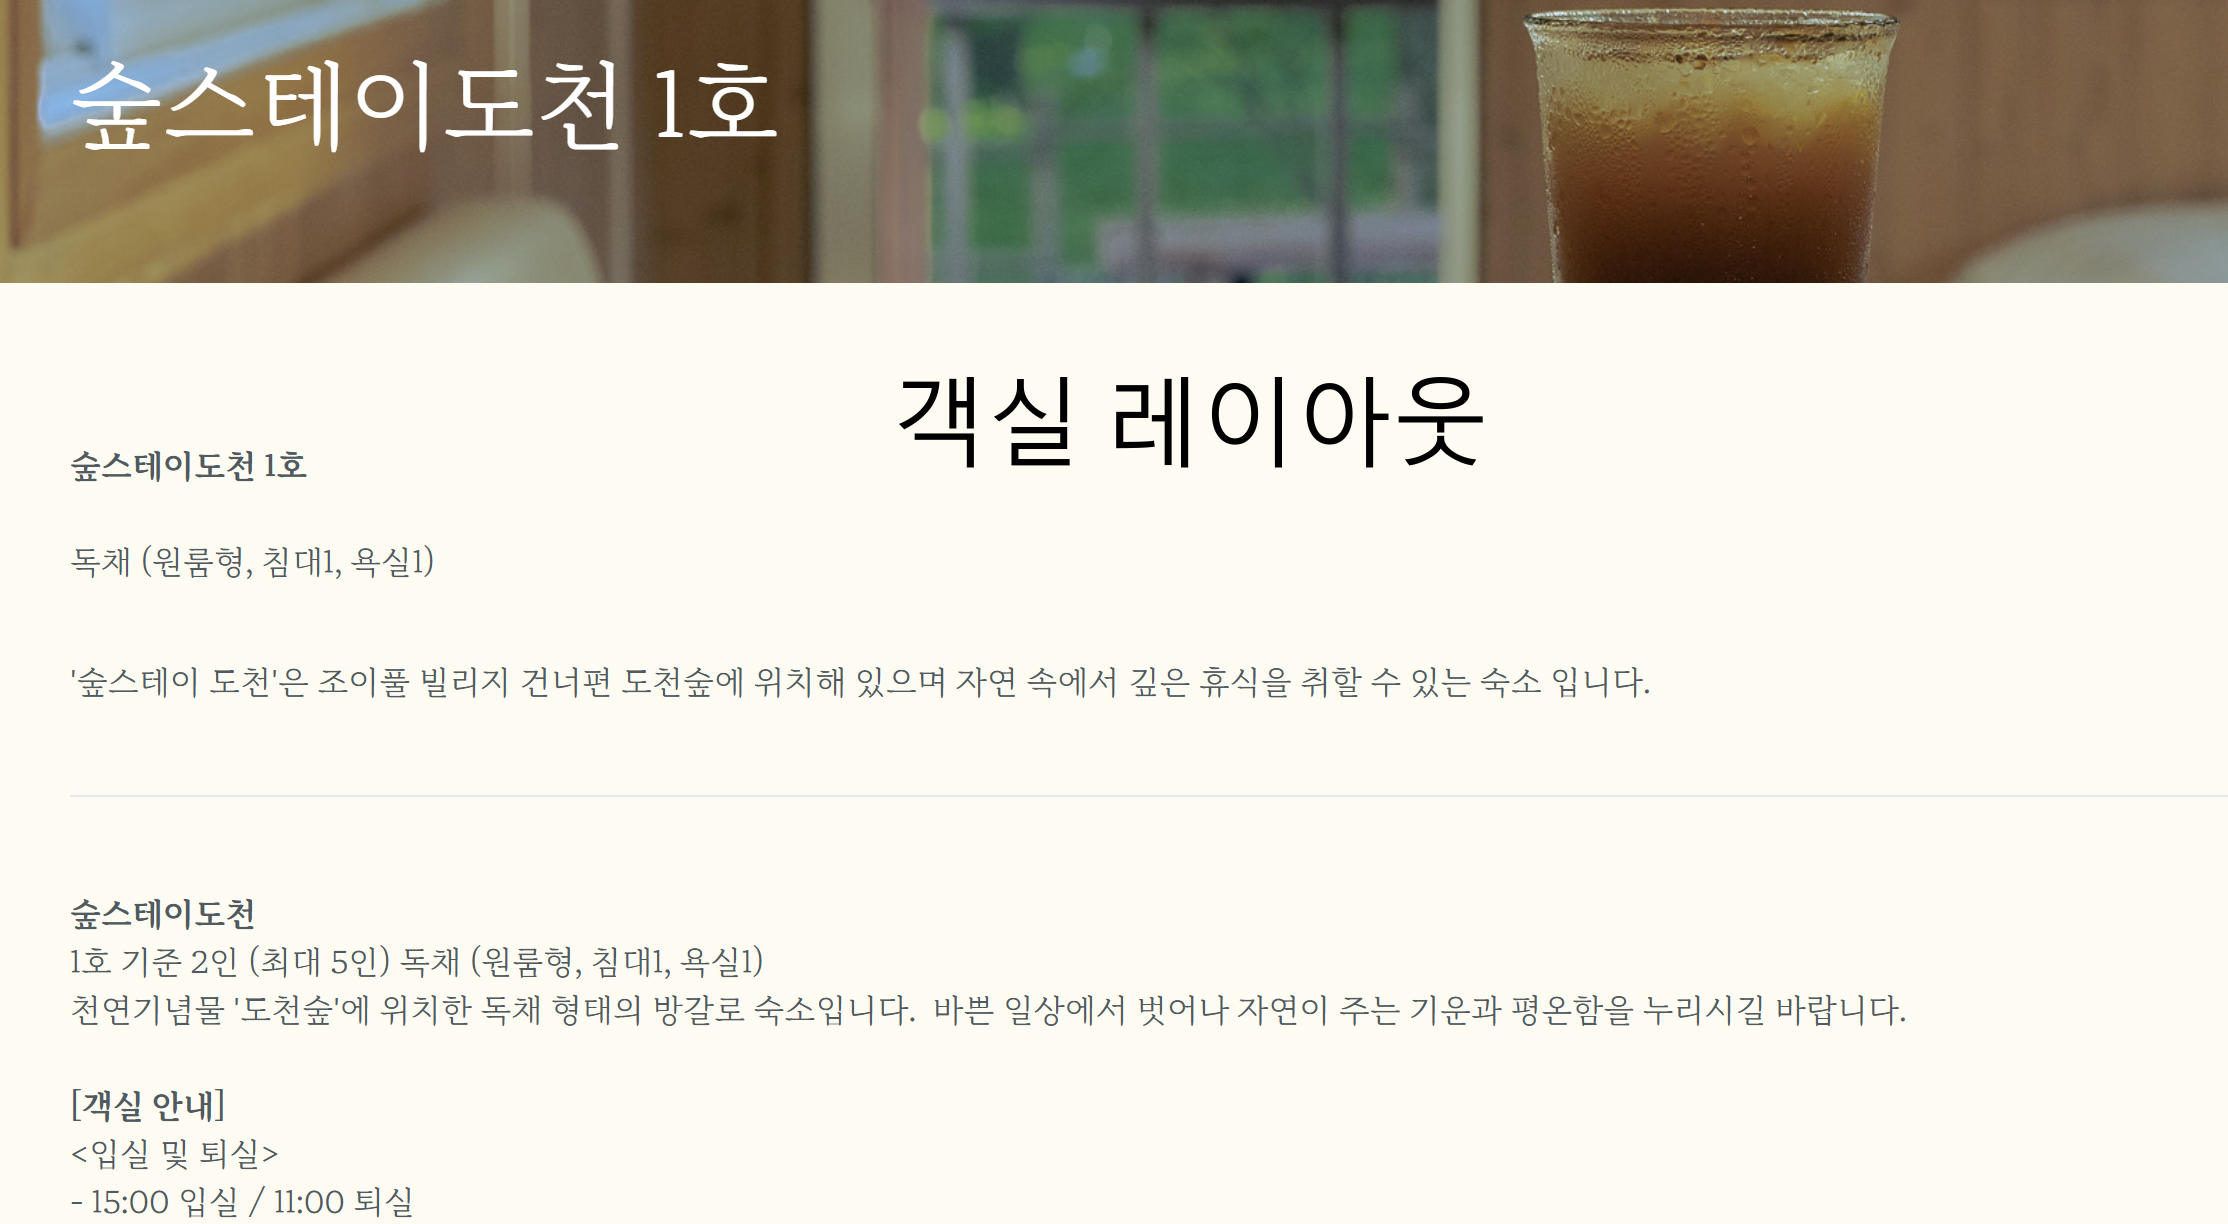 숲스테이도천 1호
객실 레이아웃
숲스테이도천 1호
독채 (원룸형, 침대1, 욕실1)
'숲스테이 도천'은 조이풀 빌리지 건너편 도천숲에 위치해 있으며 자연 속에서 깊은 휴식을 취할 수 있는 숙소 입니다.
숲스테이도천
1호 기준 2인 (최대 5인) 독채 (원룸형, 침대1, 욕실1)
천연기념물 '도천숲'에 위치한 독채 형태의 방갈로 숙소입니다.  바쁜 일상에서 벗어나 자연이 주는 기운과 평온함을 누리시길 바랍니다.
[객실 안내]
<입실 및 퇴실>
- 15:00 입실 / 11:00 퇴실